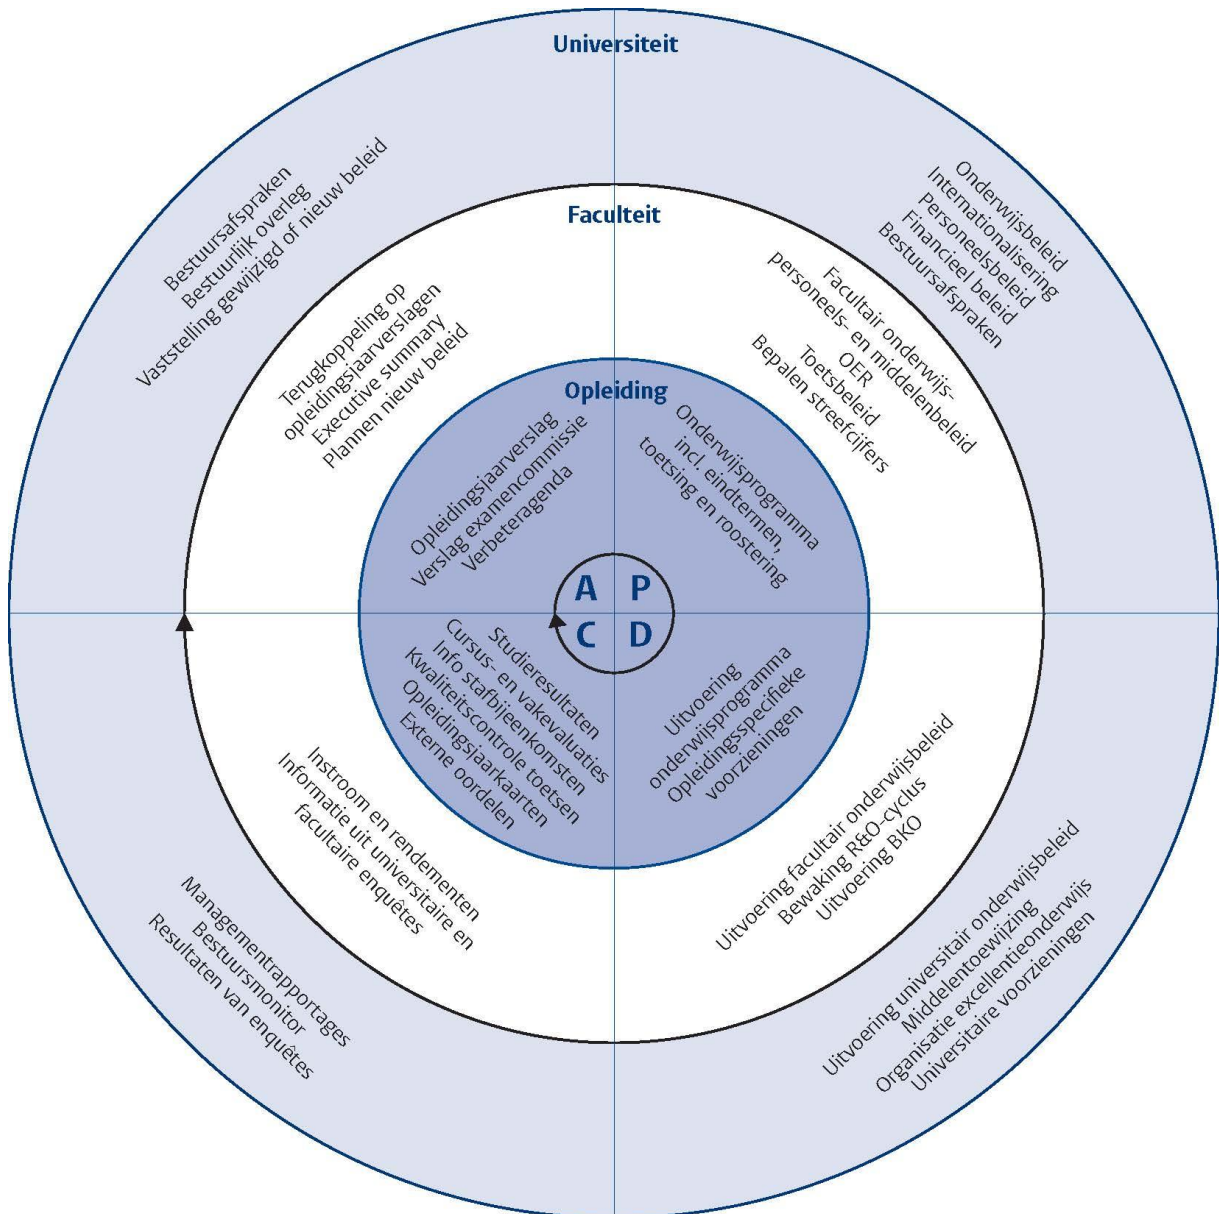 Universiteit
Bestuursafspraken
Bestuurlijk overleg
Vaststelling gewijzigd of nieuw beleid
Onderwijsbeleid
Internationalisering
Personeelsbeleid
Financieel beleid
Bestuursafspraken
Faculteit
Terugkoppeling op
opleidingsjaarverslagen
Executive summary
Plannen nieuw beleid
Facultair onderwijs-
personeels- en middelenbeleid
OER
Toetsbeleid
Bepalen streefcijfers
Opleiding
Opleidingsjaarverslag
Verslag examencommissie
Verbeteragenda
Onderwijsprogramma
incl. eindtermen,
toetsing en roostering
A P
C D
Studieresultaten
Cursus- en vakevaluaties
Info stafbijeenkomsten
Kwaliteitscontrole toetsen
Opleidingsjaarkaarten
Externe oordelen
Uitvoering
onderwijsprogramma
Opleidingsspecifieke
voorzieningen
Instroom en rendementen
Informatie uit universitaire en
facultaire enquêtes
Uitvoering facultair onderwijsbeleid
Bewaking R&O-cyclus
Uitvoering BKO
Managementrapportages
Bestuursmonitor
Resultaten van enquêtes
Uitvoering universitair onderwijsbeleid
Middelentoewijzing
Organisatie excellentieonderwijs
Universitaire voorzieningen